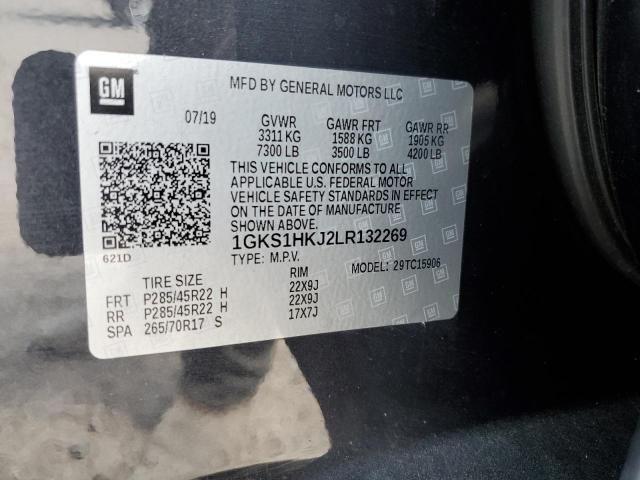 GM
MFD BY GENERAL MOTORS LLC
07/19 GVWR GAWR FRT GAWR RR
3311 KG 1588 KG 1905 KG
7300 LB 3500 LB 4200 LB
THIS VEHICLE CONFORMS TO ALL
APPLICABLE U.S. FEDERAL MOTOR
VEHICLE SAFETY STANDARDS IN EFFECT
ON THE DATE OF MANUFACTURE
SHOWN ABOVE.
621D
1GKS1HKJ2LR132269
TYPE: M.P.V. MODEL: 29TC15906
TIRE SIZE RIM
FRT P285/45R22 H 22X9J
RR P285/45R22 H 22X9J
SPA 265/70R17 S 17X7J